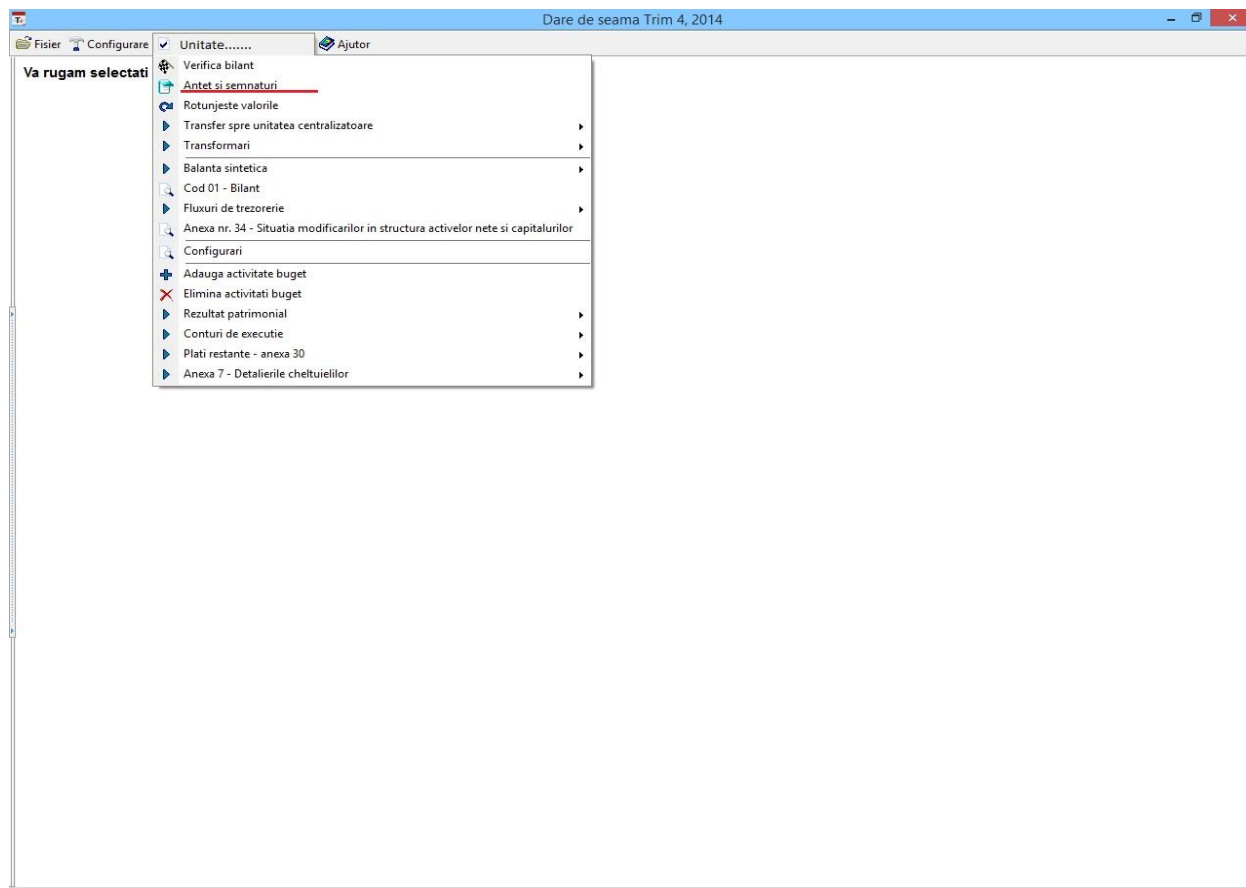 Dare de seama Trim 4, 2014
Fisier Configurare Unitate....... Ajutor
Va rugam selectati
Verifica bilant
Antet si semnaturi
Rotunjeste valorile
Transfer spre unitatea centralizatoare
Transformari
Balanta sintetica
Cod 01 - Bilant
Fluxuri de trezorerie
Anexa nr. 34 - Situatia modificarilor in structura activelor nete si capitalurilor
Configurari
Adauga activitate buget
Elimina activitati buget
Rezultat patrimonial
Conturi de executie
Plati restante - anexa 30
Anexa 7 - Detalierile cheltuielilor